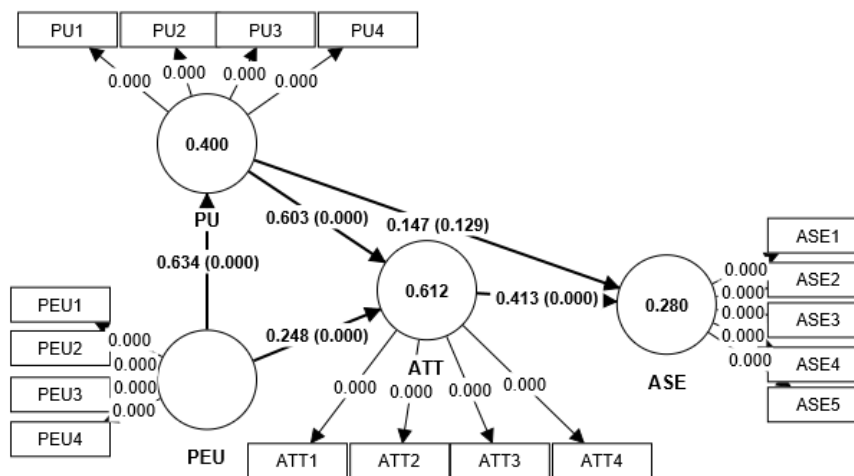 PU1 PU2 PU3 PU4
0.000 0.000 0.000 0.000
0.400
PU
0.603 (0.000)
0.147 (0.129)
0.634 (0.000)
ASE1
ASE2
ASE3
ASE4
ASE5
0.000
0.000
0.000
0.000
0.000
0.612
0.413 (0.000)
0.280
ATT
ASE
PEU1
PEU2
PEU3
PEU4
0.000
0.000
0.000
0.000
0.248 (0.000)
PEU
0.000 0.000 0.000 0.000
ATT1 ATT2 ATT3 ATT4